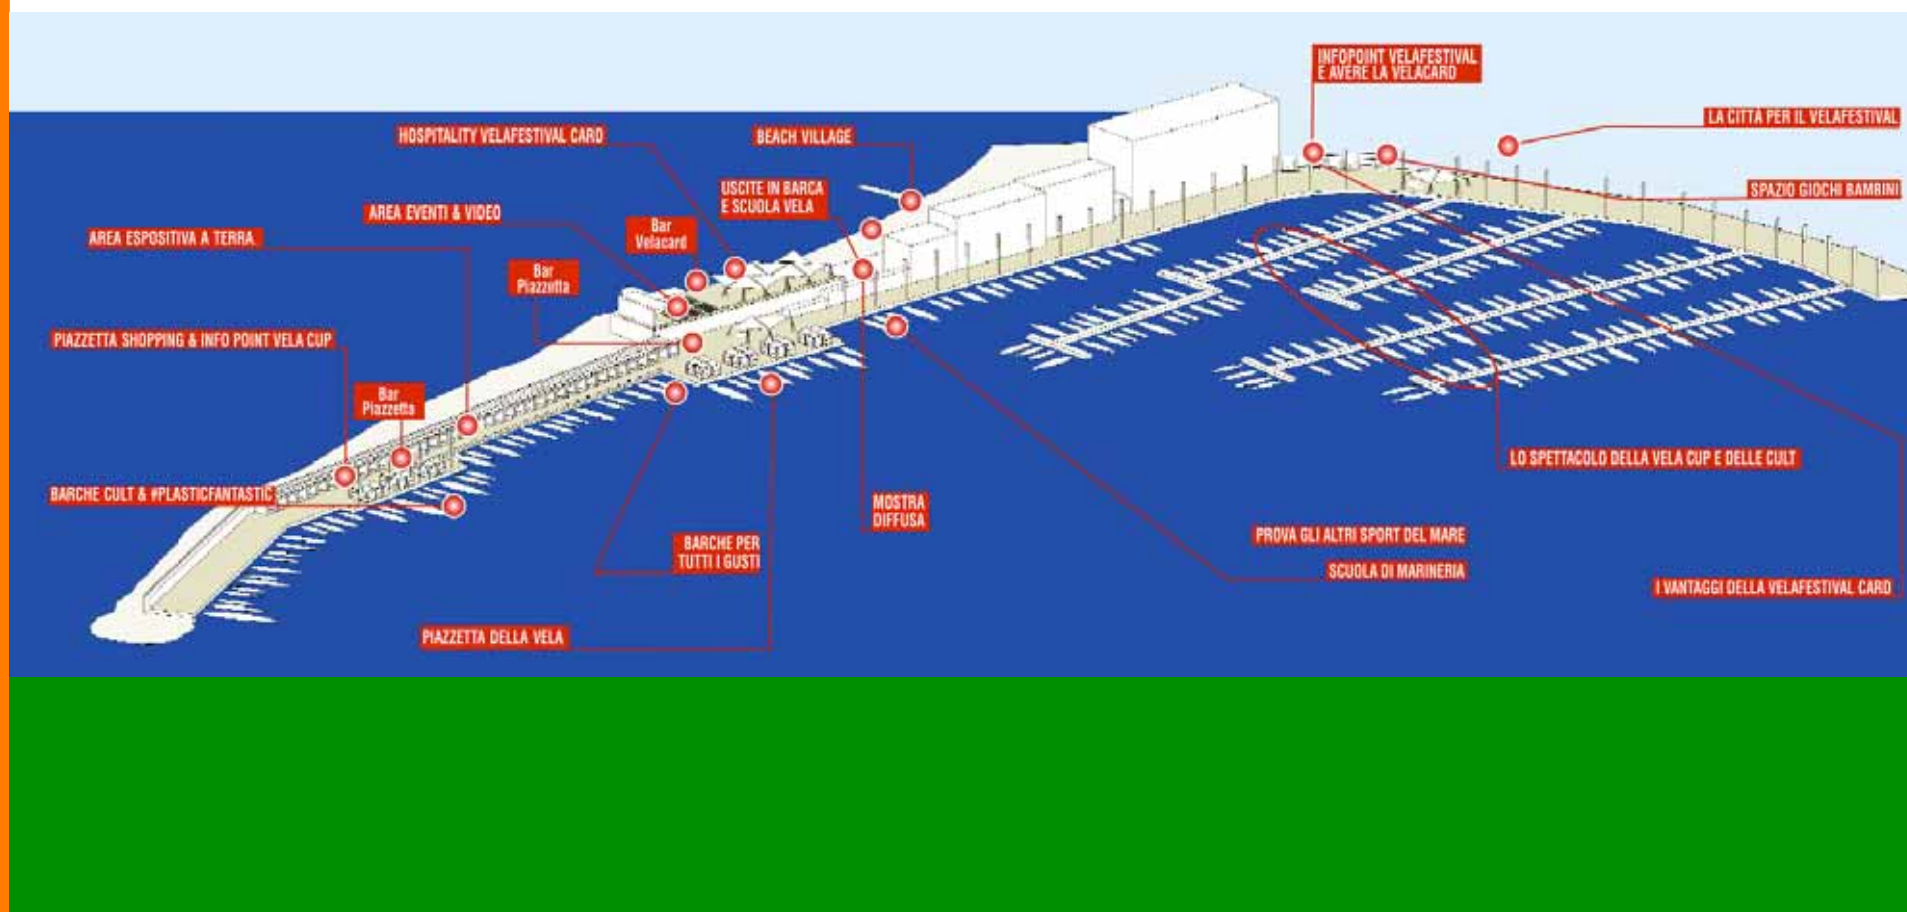 INFOPOINT VELAFESTIVAL
E AVERE LA VELACARD
LA CITTÀ PER IL VELAFESTIVAL
HOSPITALITY VELAFESTIVAL CARD
BEACH VILLAGE
USCITE IN BARCA
E SCUOLA VELA
SPAZIO GIOCHI BAMBINI
AREA EVENTI & VIDEO
Bar
Velacard
AREA ESPOSITIVA A TERRA
Bar
Piazzetta
PIAZZETTA SHOPPING & INFO POINT VELA CUP
Bar
Piazzetta
LO SPETTACOLO DELLA VELA CUP E DELLE CULT
BARCHE CULT & #PLASTICFANTASTIC
MOSTRA
DIFFUSA
BARCHE PER
TUTTI I GUSTI
PROVA GLI ALTRI SPORT DEL MARE
SCUOLA DI MARINERIA
I VANTAGGI DELLA VELAFESTIVAL CARD
PIAZZETTA DELLA VELA